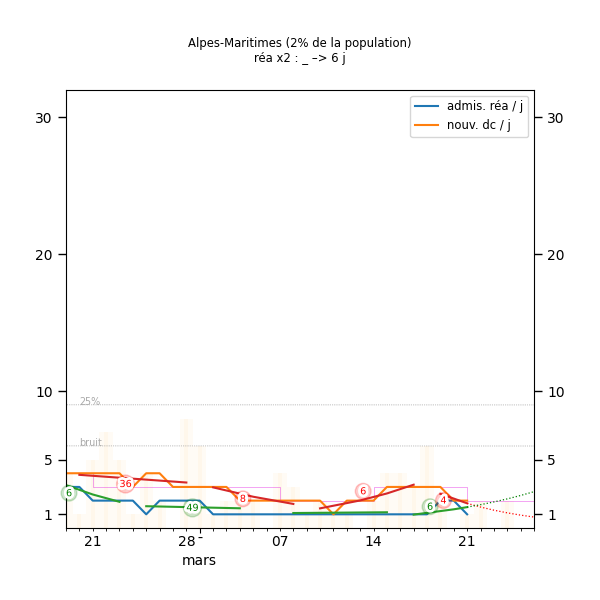 Alpes-Maritimes (2% de la population)
réa x2 : _ –> 6 j
admis. réa / j
nouv. dc / j
30 30
20 20
10 10
25%
bruit
5 5
6 36 49 8 6 6 4
1 1
21 28 07 14 21
mars